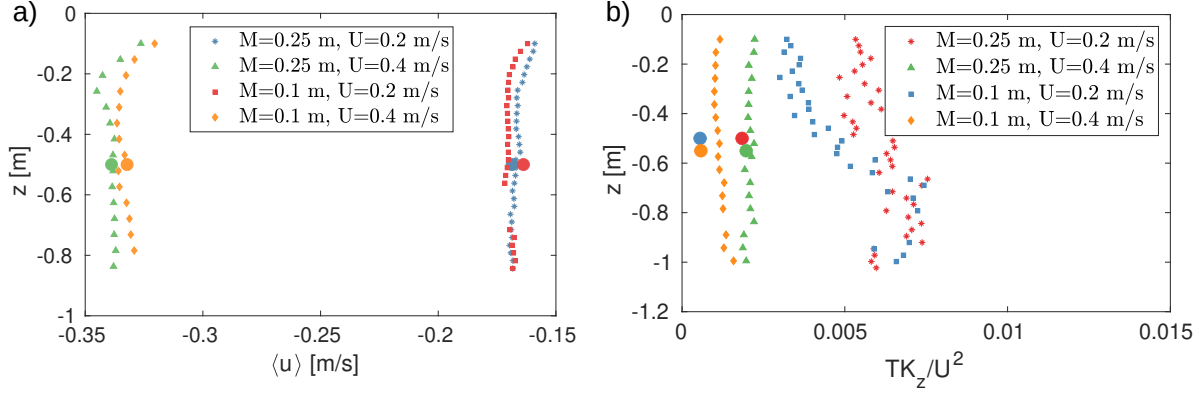 a)
0
-0.2
-0.4
-0.6
-0.8
-1
z [m]
-0.35
-0.3
-0.25
-0.2
-0.15
⟨u⟩ [m/s]
M=0.25 m, U=0.2 m/s
M=0.25 m, U=0.4 m/s
M=0.1 m, U=0.2 m/s
M=0.1 m, U=0.4 m/s
b)
0
-0.2
-0.4
-0.6
-0.8
-1
-1.2
z [m]
0
0.005
0.01
0.015
TK_z/U^2
M=0.25 m, U=0.2 m/s
M=0.25 m, U=0.4 m/s
M=0.1 m, U=0.2 m/s
M=0.1 m, U=0.4 m/s